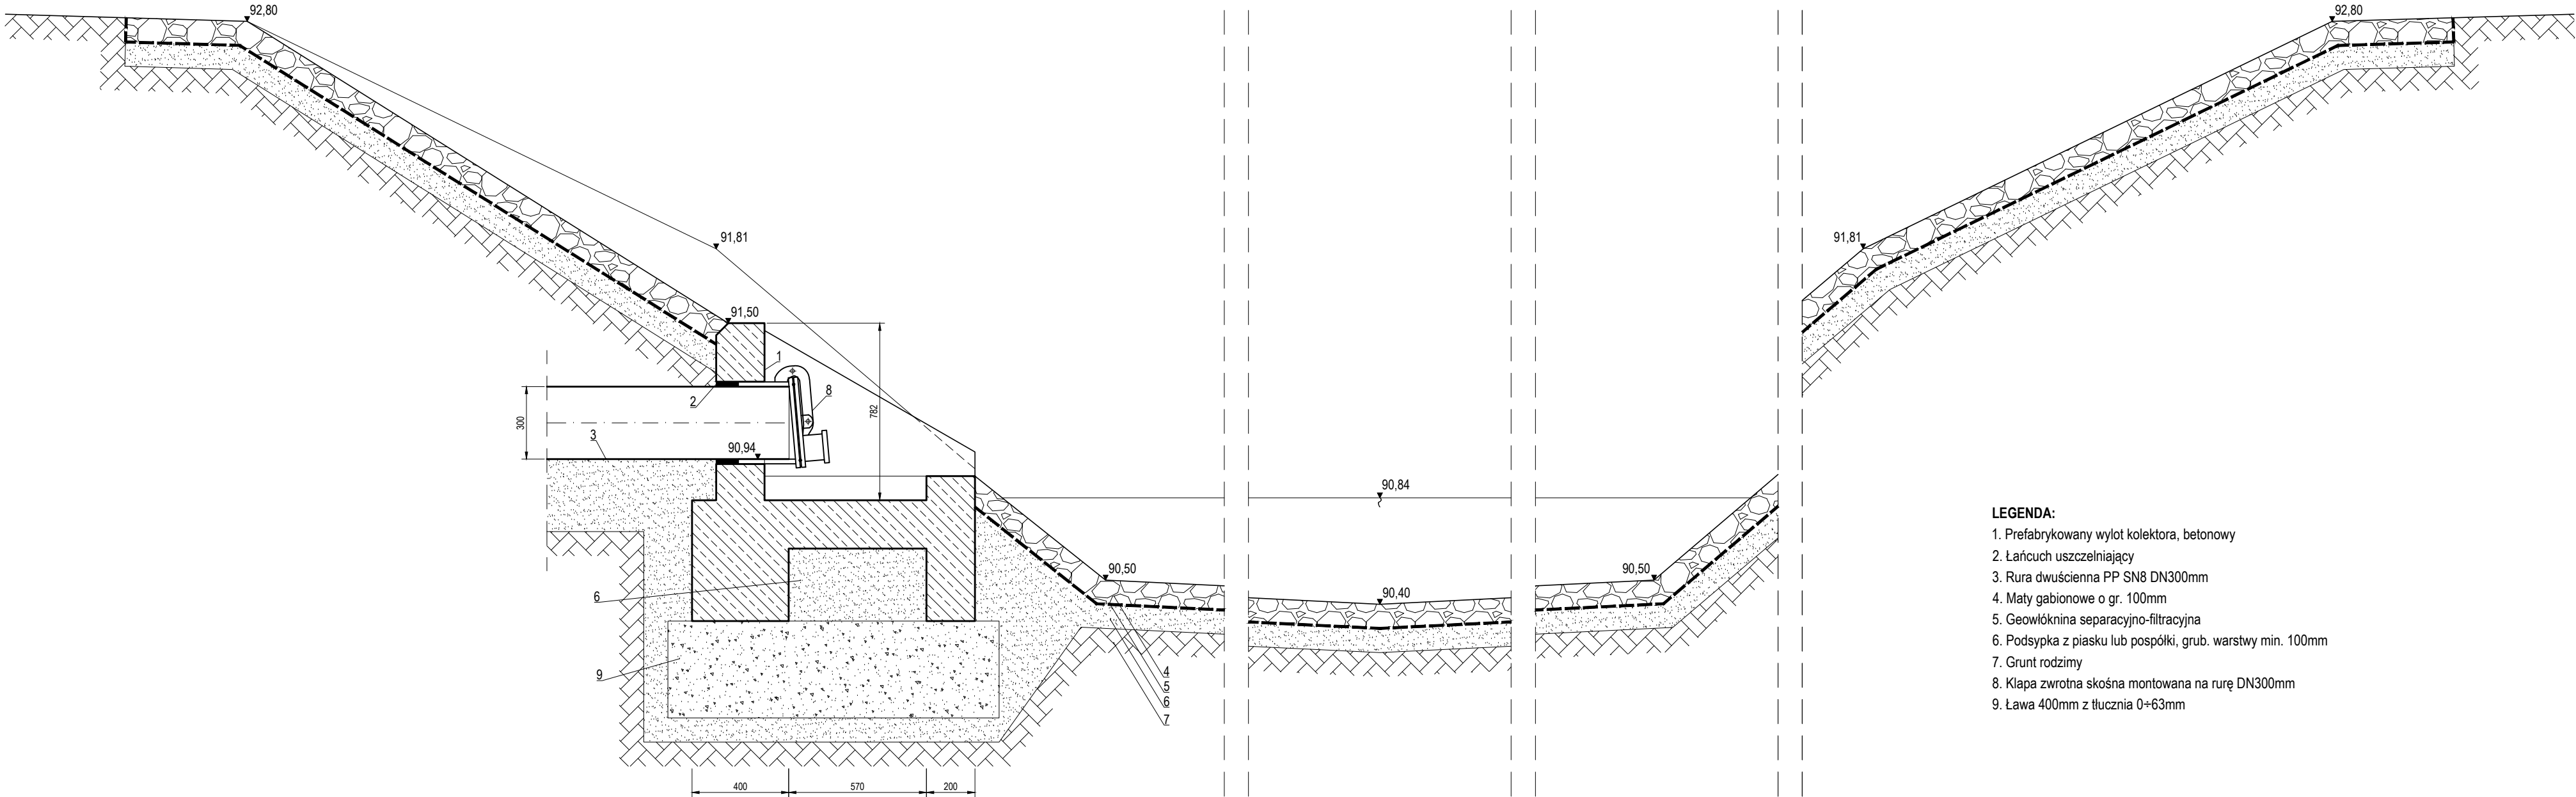 92,80
92,80
91,81
91,81
91,50
1
2
8
782
300
3
90,94
90,84
90,50
90,50
90,40
6
9
4
5
6
7
400
570
200
LEGENDA:
1. Prefabrykowany wylot kolektora, betonowy
2. Łańcuch uszczelniający
3. Rura dwuścienna PP SN8 DN300mm
4. Maty gabionowe o gr. 100mm
5. Geowłóknina separacyjno-filtracyjna
6. Podsypka z piasku lub pospółki, grub. warstwy min. 100mm
7. Grunt rodzimy
8. Klapa zwrotna skośna montowana na rurę DN300mm
9. Ława 400mm z tłucznia 0÷63mm